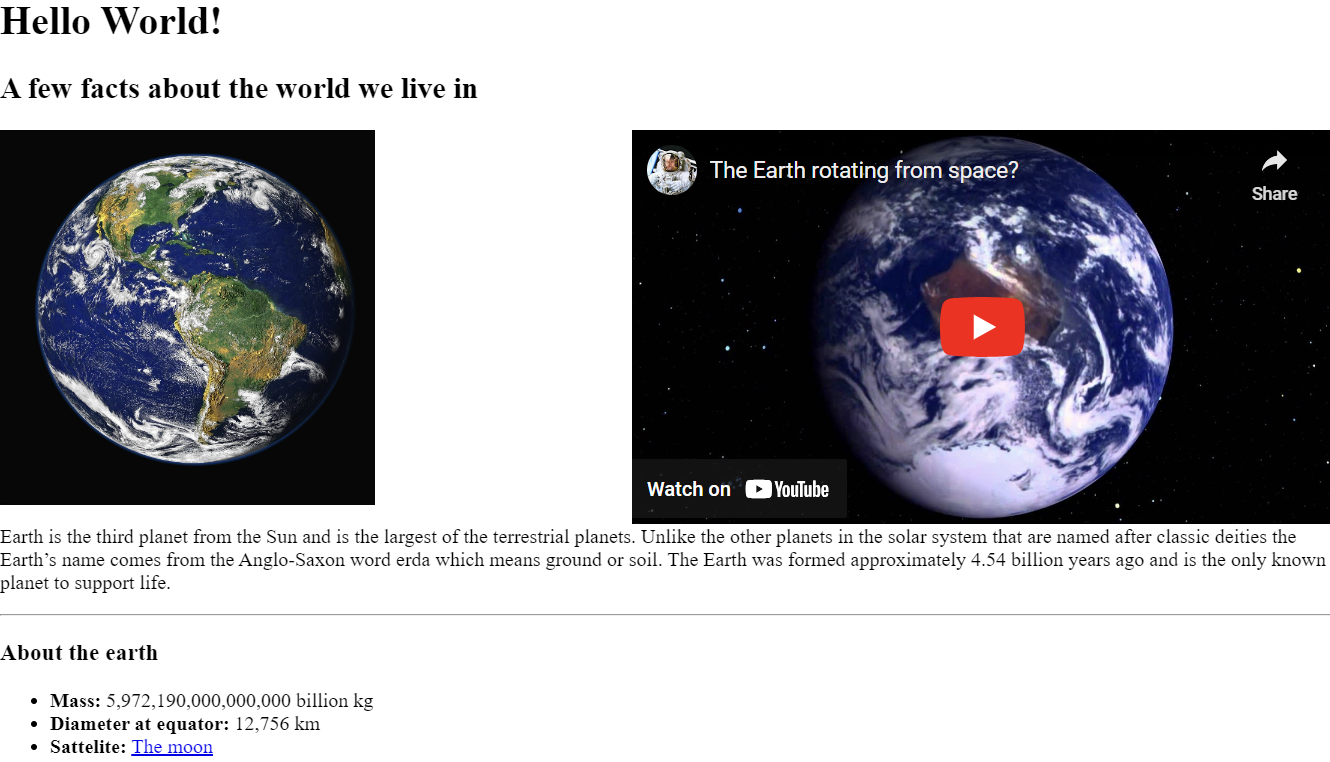 Hello World!
A few facts about the world we live in
The Earth rotating from space?
Share
Watch on YouTube
Earth is the third planet from the Sun and is the largest of the terrestrial planets. Unlike the other planets in the solar system that are named after classic deities the
Earth’s name comes from the Anglo-Saxon word erda which means ground or soil. The Earth was formed approximately 4.54 billion years ago and is the only known
planet to support life.
About the earth
• Mass: 5,972,190,000,000,000 billion kg
• Diameter at equator: 12,756 km
• Sattelite: The moon